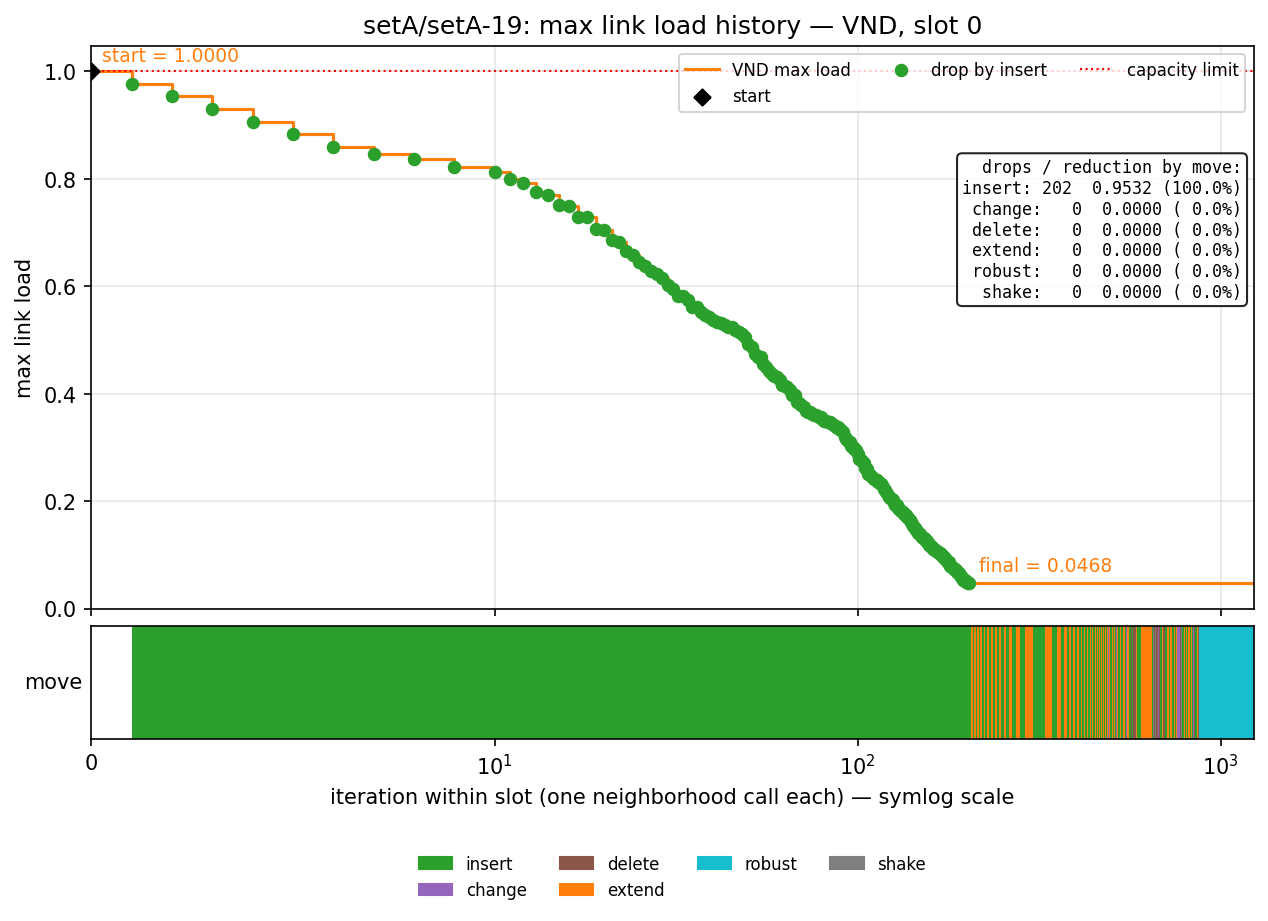 setA/setA-19: max link load history — VND, slot 0
start = 1.0000
VND max load
drop by insert
capacity limit
start
drops / reduction by move:
insert: 202 0.9532 (100.0%)
change: 0 0.0000 ( 0.0%)
delete: 0 0.0000 ( 0.0%)
extend: 0 0.0000 ( 0.0%)
robust: 0 0.0000 ( 0.0%)
shake: 0 0.0000 ( 0.0%)
max link load
1.0
0.8
0.6
0.4
0.2
0.0
final = 0.0468
move
0
10¹
10²
10³
iteration within slot (one neighborhood call each) — symlog scale
insert
delete
robust
shake
change
extend